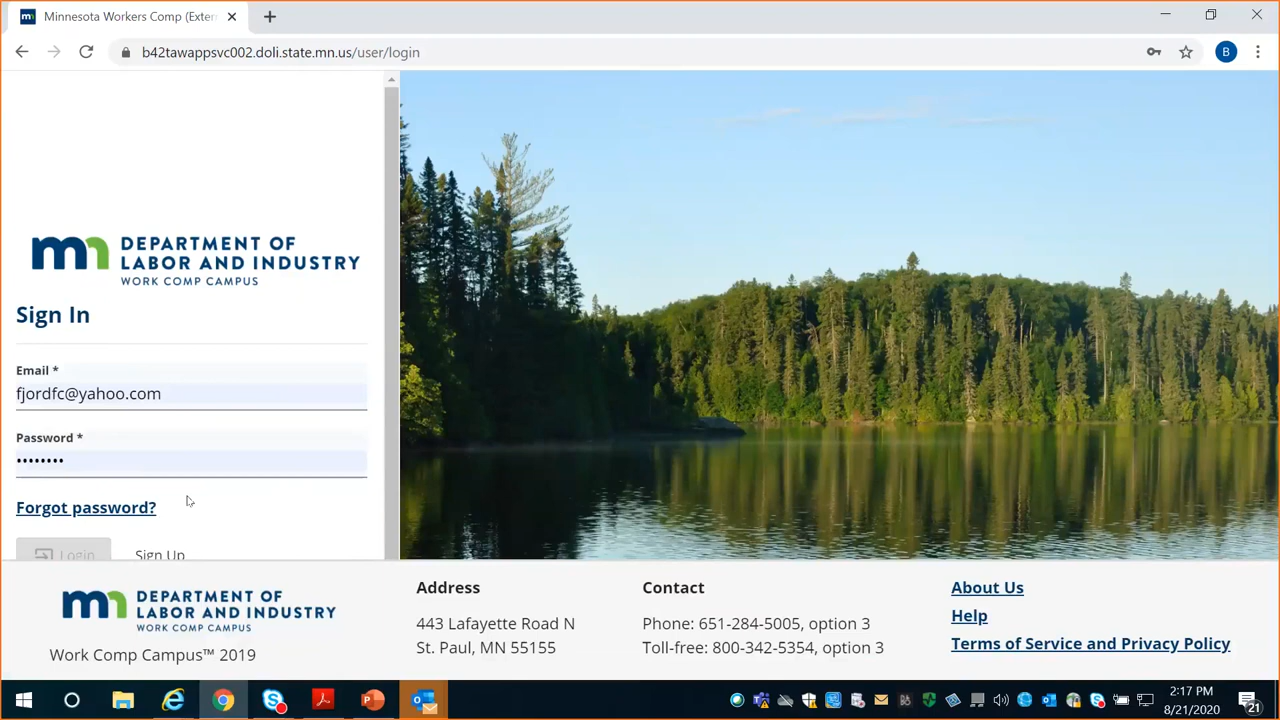 Minnesota Workers Comp (Exter
b42tawappsvc002.doli.state.mn.us/user/login
B
mn DEPARTMENT OF
LABOR AND INDUSTRY
WORK COMP CAMPUS
Sign In
Email *
fjordfc@yahoo.com
Password *
••••••••
Forgot password?
Login Sign Up
mn DEPARTMENT OF
LABOR AND INDUSTRY
WORK COMP CAMPUS
Work Comp Campus™ 2019
Address
443 Lafayette Road N
St. Paul, MN 55155
Contact
Phone: 651-284-5005, option 3
Toll-free: 800-342-5354, option 3
About Us
Help
Terms of Service and Privacy Policy
2:17 PM
8/21/2020
21